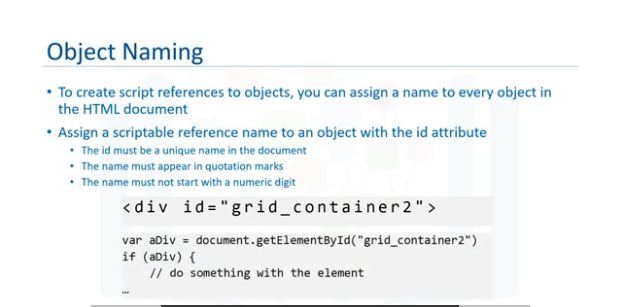 Object Naming
• To create script references to objects, you can assign a name to every object in
the HTML document
• Assign a scriptable reference name to an object with the id attribute
• The id must be a unique name in the document
• The name must appear in quotation marks
• The name must not start with a numeric digit
<div id="grid_container2">
var aDiv = document.getElementById("grid_container2")
if (aDiv) {
// do something with the element
…